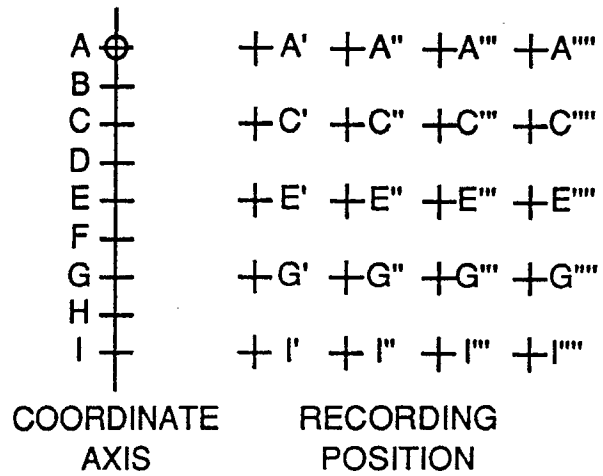 A A' A" A''' A''''
B
C C' C" C''' C''''
D
E E' E" E''' E''''
F
G G' G" G''' G''''
H
I I' I" I''' I''''
COORDINATE RECORDING
AXIS POSITION